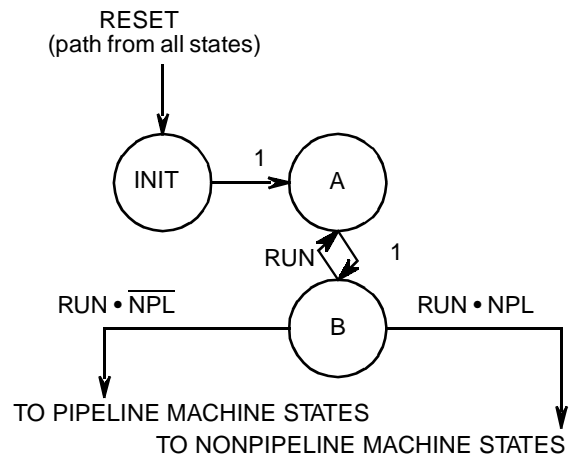 RESET
(path from all states)
INIT
1
A
RUN
1
RUN • N̅P̅L̅
B
RUN • NPL
TO PIPELINE MACHINE STATES
TO NONPIPELINE MACHINE STATES